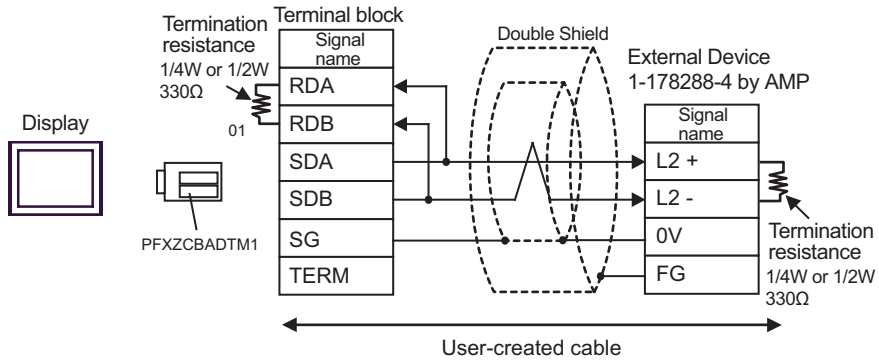 Termination
resistance
1/4W or 1/2W
330Ω
01
Display
PFXZCBADTM1
Terminal block
Signal
name
RDA
RDB
SDA
SDB
SG
TERM
Double Shield
External Device
1-178288-4 by AMP
Signal
name
L2 +
L2 -
0V
FG
Termination
resistance
1/4W or 1/2W
330Ω
User-created cable